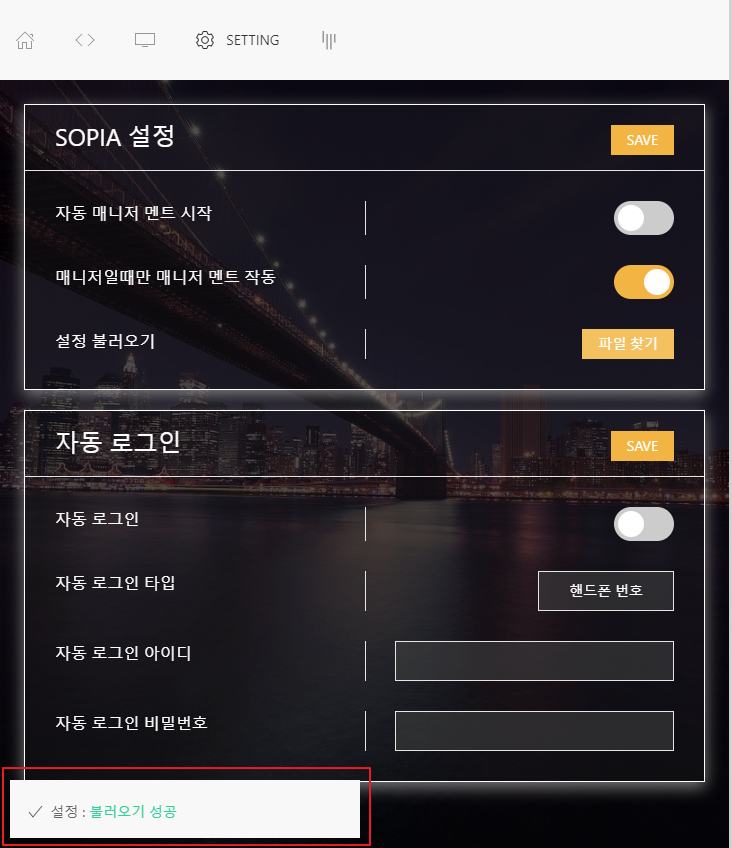 SETTING
SOPIA 설정
SAVE
자동 매니저 멘트 시작
매니저일때만 매니저 멘트 작동
설정 불러오기
파일 찾기
자동 로그인
SAVE
자동 로그인
자동 로그인 타입
핸드폰 번호
자동 로그인 아이디
자동 로그인 비밀번호
설정 : 불러오기 성공